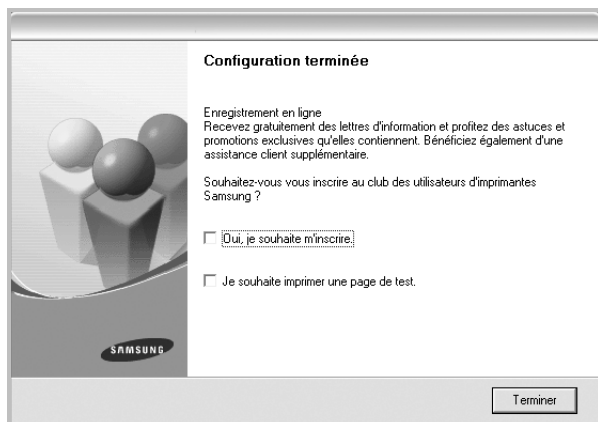 Configuration terminée
Enregistrement en ligne
Recevez gratuitement des lettres d'information et profitez des astuces et
promotions exclusives qu'elles contiennent. Bénéficiez également d'une
assistance client supplémentaire.
Souhaitez-vous vous inscrire au club des utilisateurs d'imprimantes
Samsung ?
Oui, je souhaite m'inscrire.
Je souhaite imprimer une page de test.
SAMSUNG
Terminer